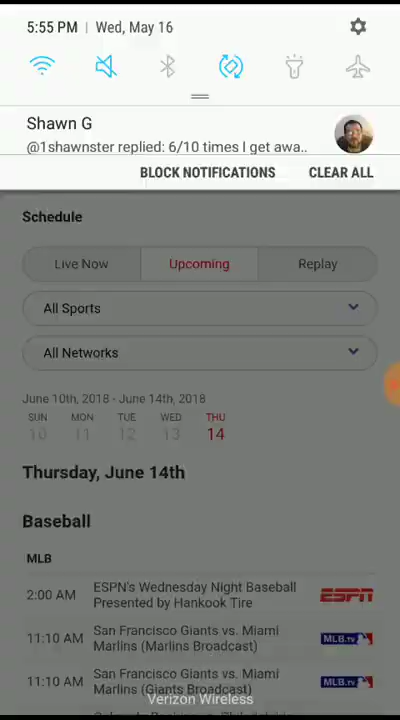 5:55 PM | Wed, May 16
Shawn G
@1shawnster replied: 6/10 times I get awa..
BLOCK NOTIFICATIONS CLEAR ALL
Schedule
Live Now Upcoming Replay
All Sports
All Networks
June 10th, 2018 - June 14th, 2018
SUN MON TUE WED THU
10 11 12 13 14
Thursday, June 14th
Baseball
MLB
2:00 AM ESPN's Wednesday Night Baseball
Presented by Hankook Tire ESPN
11:10 AM San Francisco Giants vs. Miami
Marlins (Marlins Broadcast) MLB.tv
11:10 AM San Francisco Giants vs. Miami
Marlins (Giants Broadcast) MLB.tv
Verizon Wireless